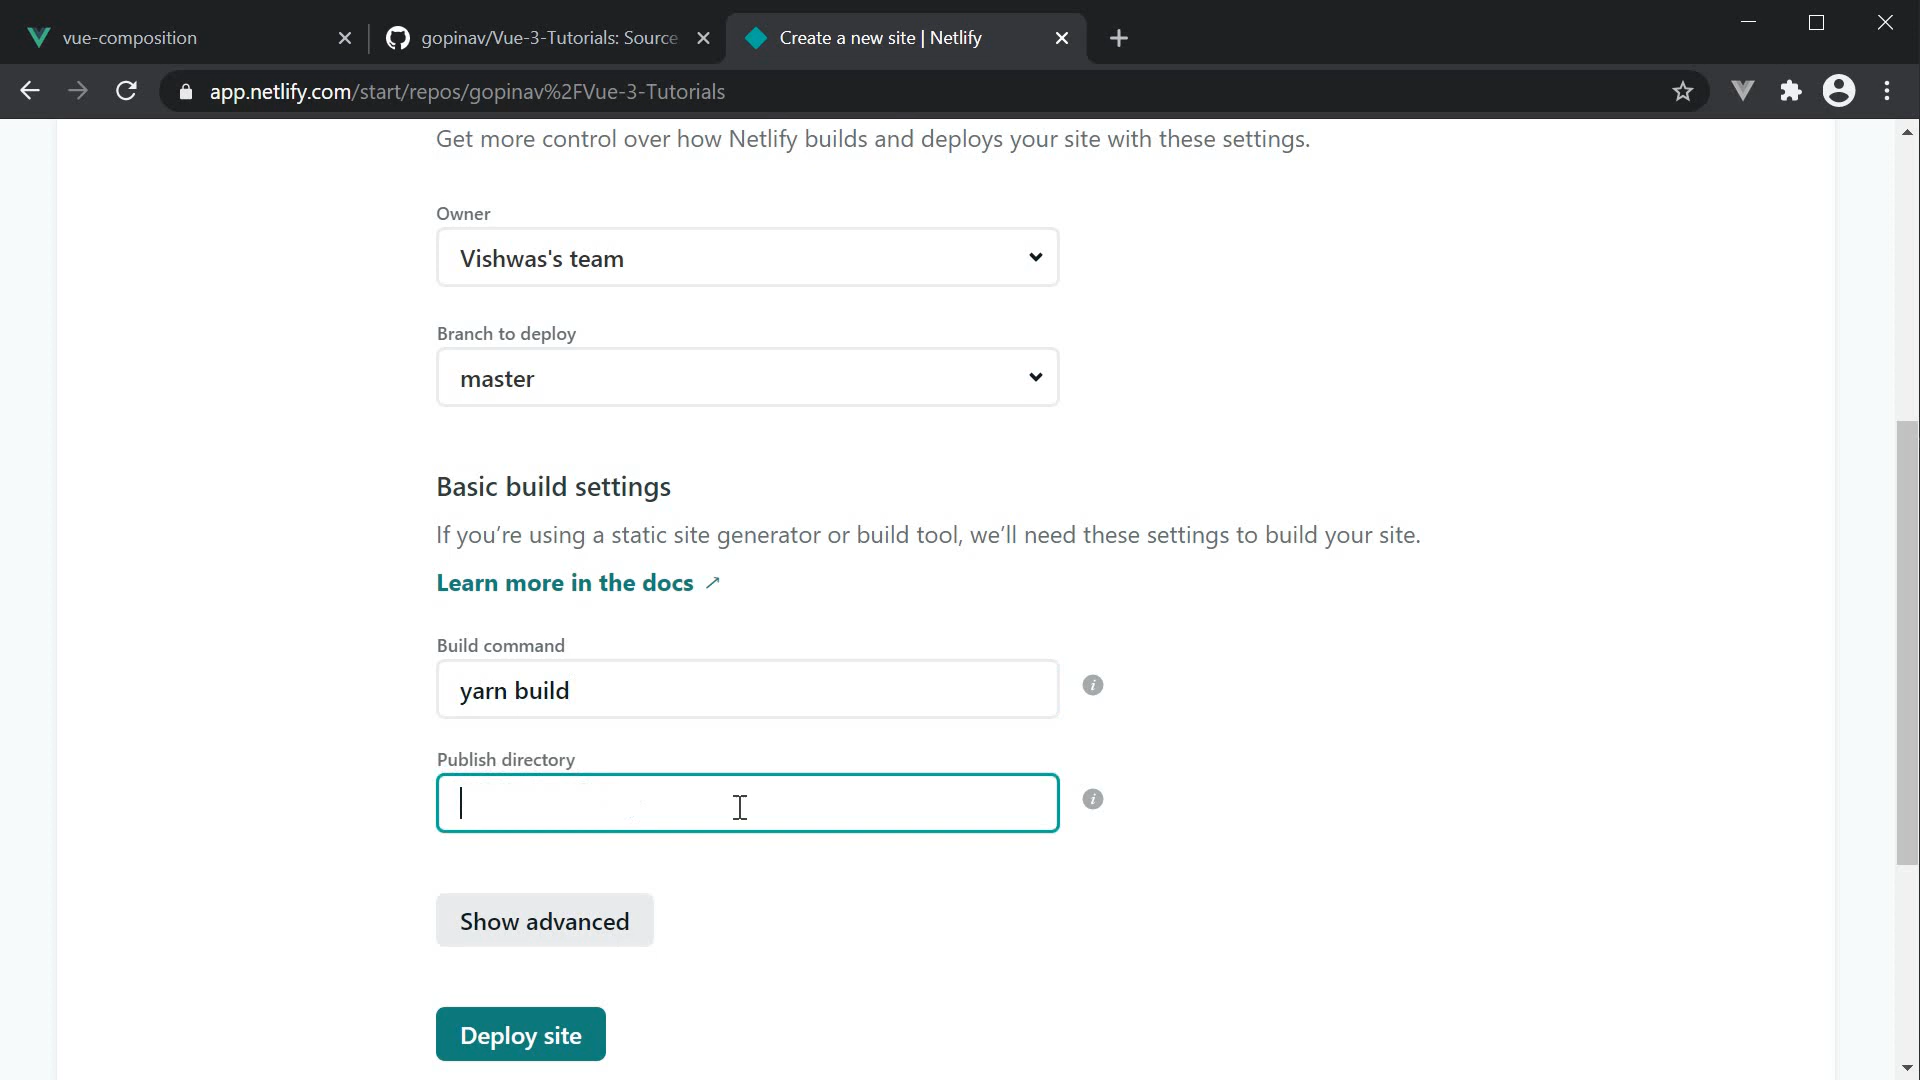 vue-composition
gopinav/Vue-3-Tutorials: Source
Create a new site | Netlify
app.netlify.com/start/repos/gopinav%2FVue-3-Tutorials
Get more control over how Netlify builds and deploys your site with these settings.
Owner
Vishwas's team
Branch to deploy
master
Basic build settings
If you’re using a static site generator or build tool, we’ll need these settings to build your site.
Learn more in the docs ↗
Build command
yarn build
Publish directory
Show advanced
Deploy site